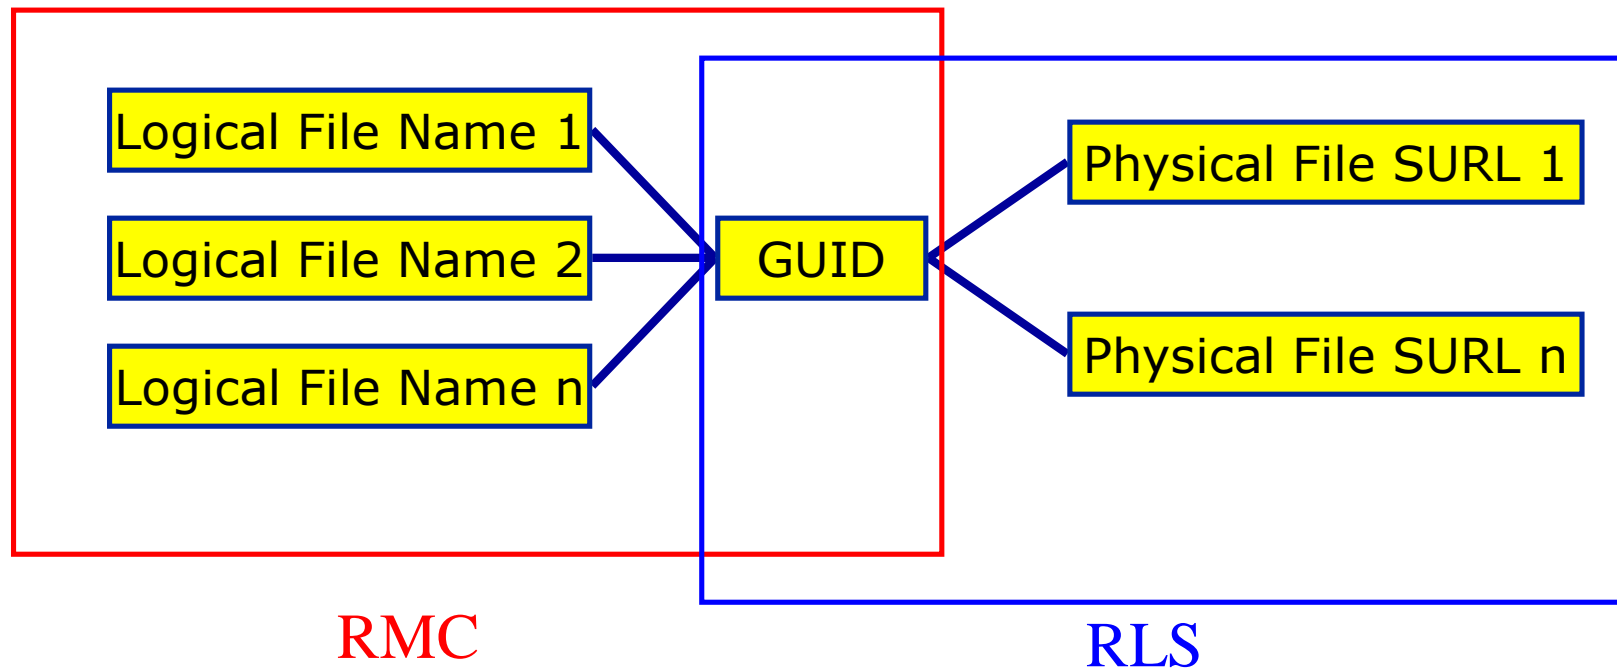 Logical File Name 1
Logical File Name 2
Logical File Name n
GUID
Physical File SURL 1
Physical File SURL n
RMC
RLS